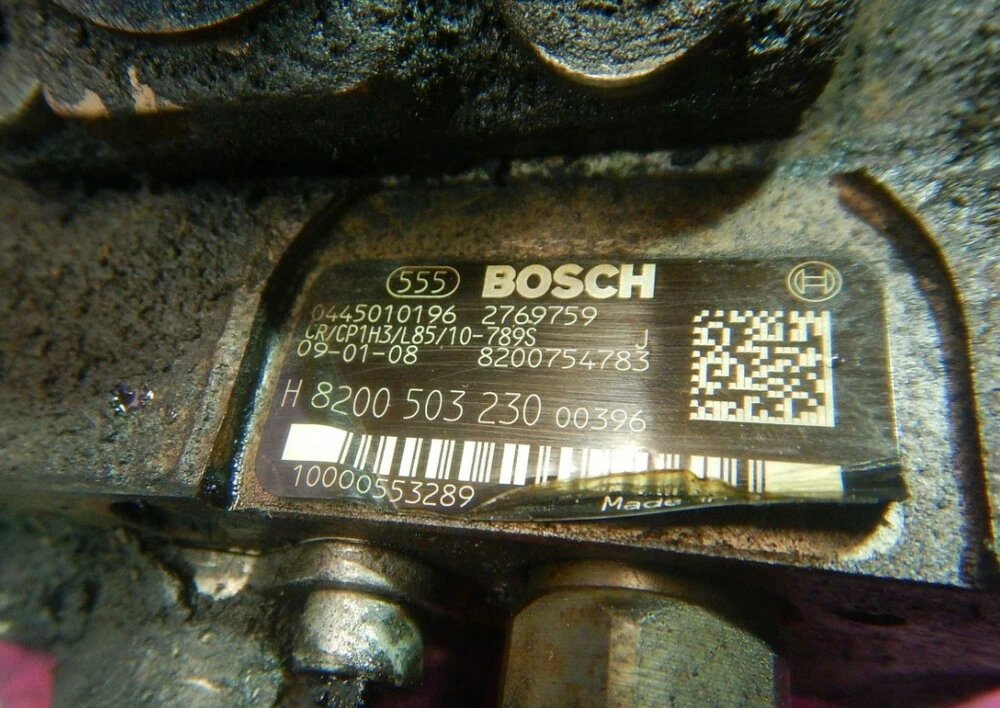 555 BOSCH H
0445010196 2769759
CR/CP1H3/L85/10-789S J
09-01-08 8200754783
H 8200 503 230 00396
10000553289
Made